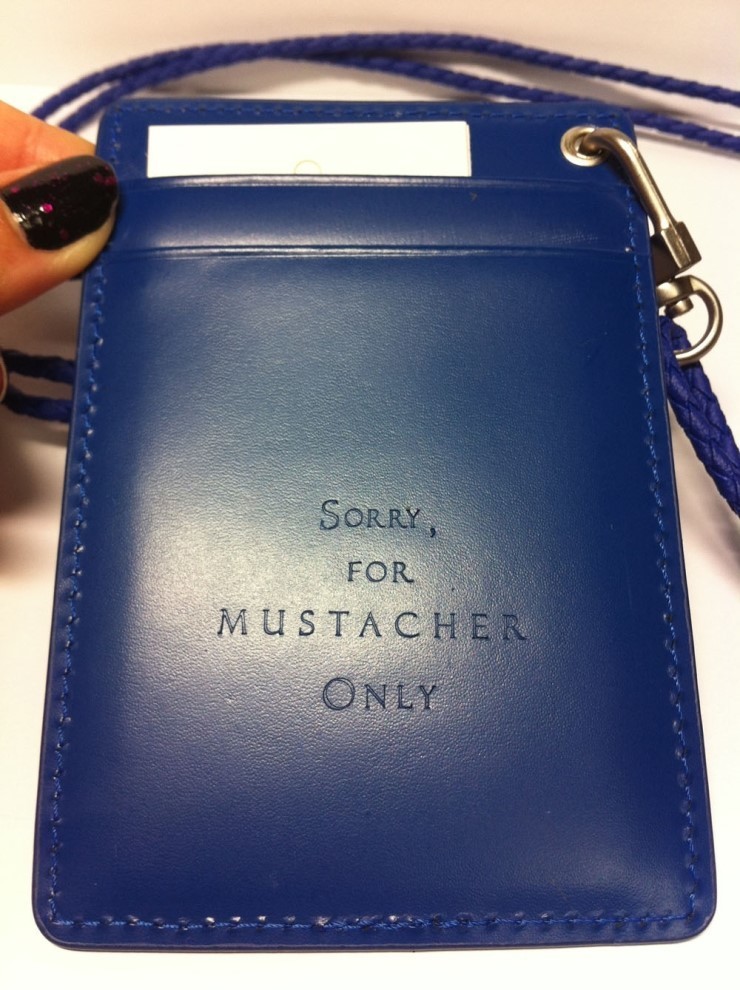 Sorry,
for
MUSTACHER
Only